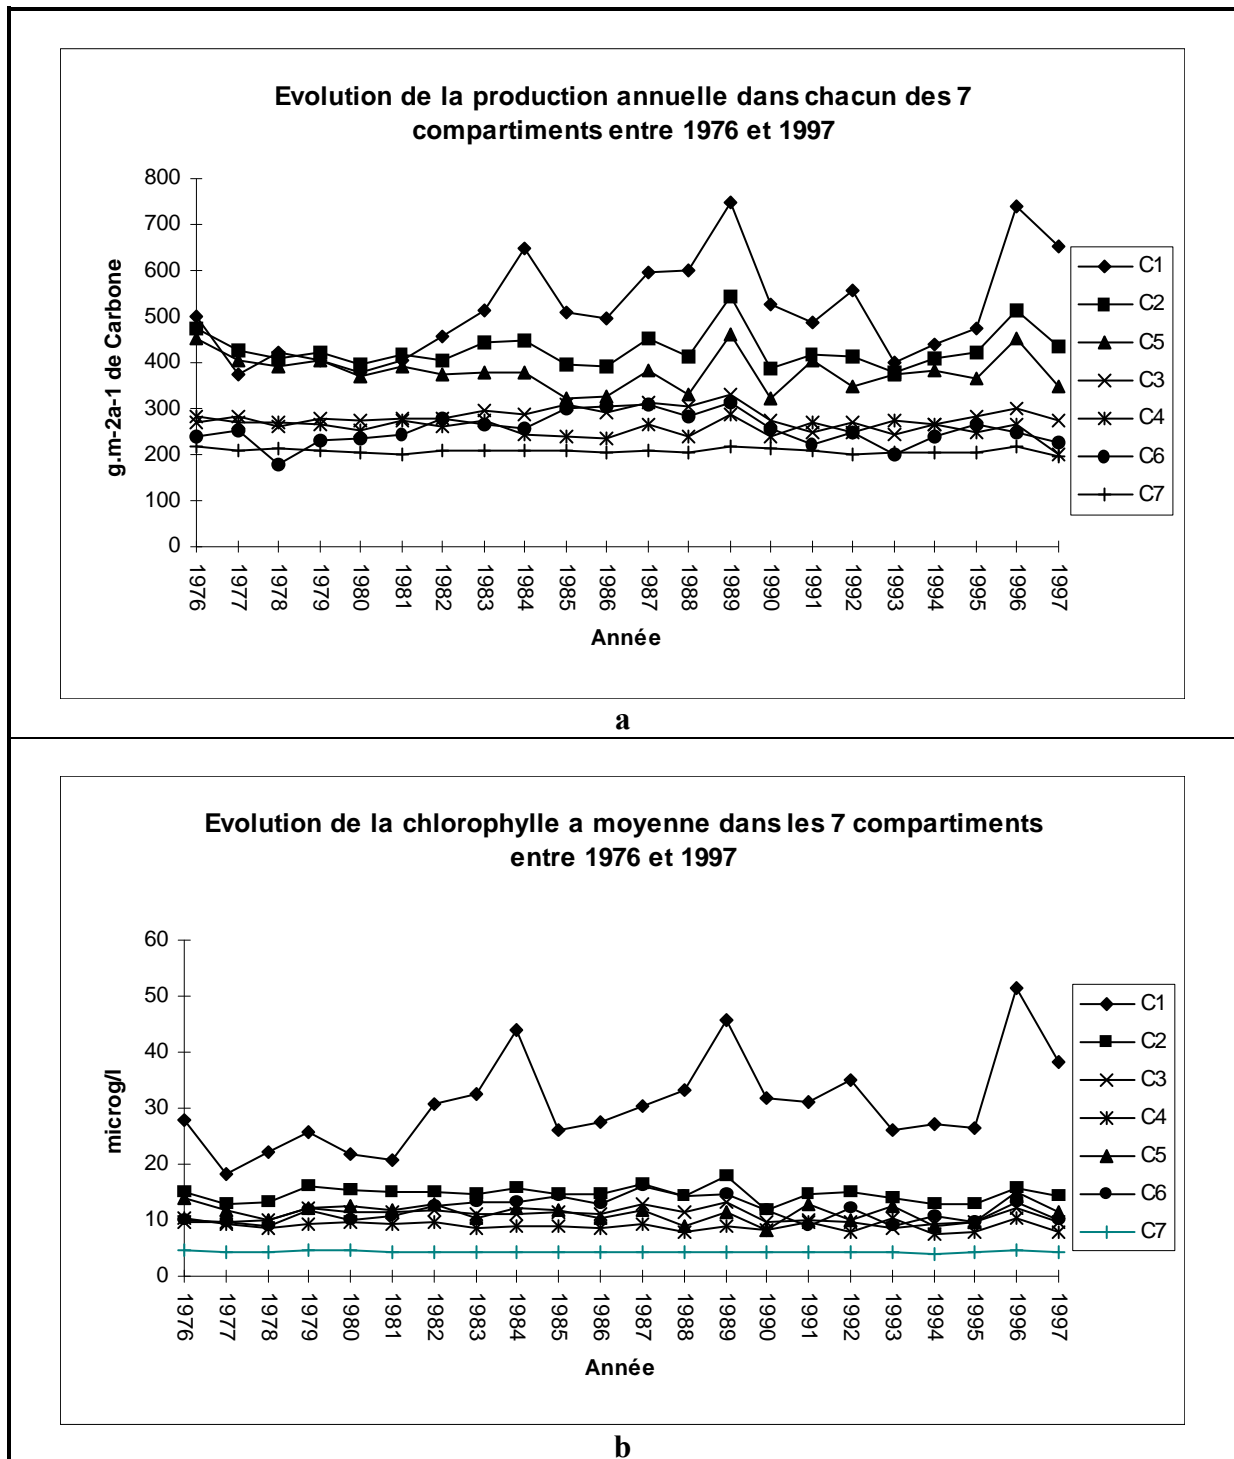 Evolution de la production annuelle dans chacun des 7
compartiments entre 1976 et 1997
800
700
600
500
400
300
200
100
0
g.m-2a-1 de Carbone
1976
1977
1978
1979
1980
1981
1982
1983
1984
1985
1986
1987
1988
1989
1990
1991
1992
1993
1994
1995
1996
1997
Année
C1
C2
C5
C3
C4
C6
C7
a
Evolution de la chlorophylle a moyenne dans les 7 compartiments
entre 1976 et 1997
60
50
40
30
20
10
0
microg/l
1976
1977
1978
1979
1980
1981
1982
1983
1984
1985
1986
1987
1988
1989
1990
1991
1992
1993
1994
1995
1996
1997
Année
C1
C2
C3
C4
C5
C6
C7
b